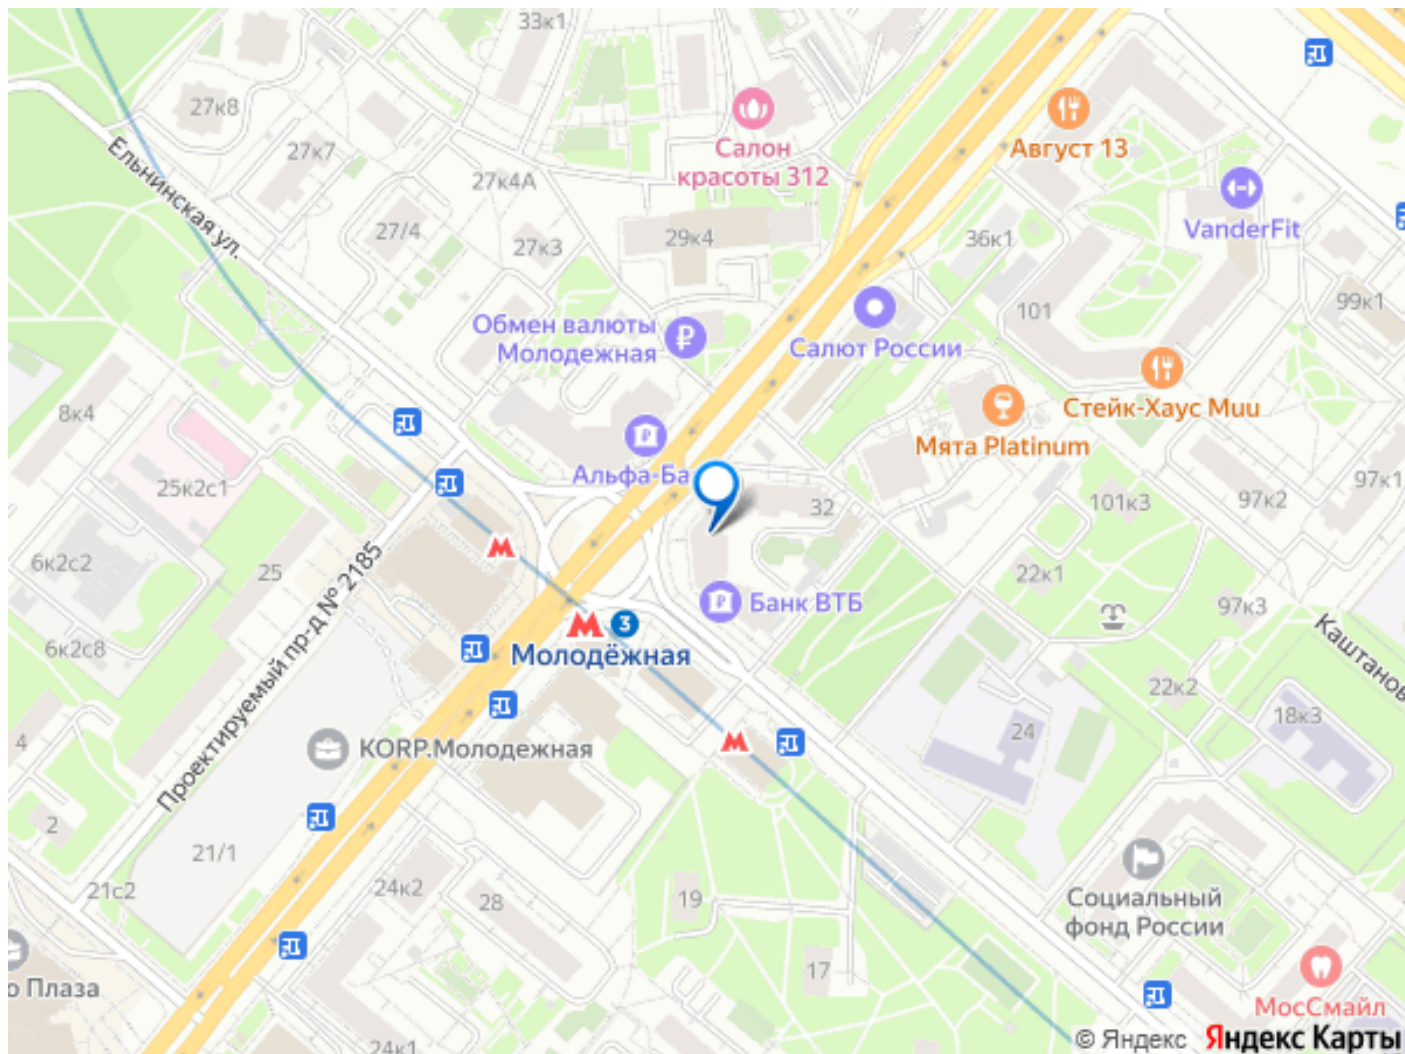 33к1
27к8
27к7
Ельнинская ул.
27к4А
27/4
27к3
29к4
Салон
красоты 312
Август 13
VanderFit
36к1
101
99к1
Обмен валюты
Молодежная
₽
Салют России
Стейк-Хаус Muu
Мята Platinum
8к4
Альфа-Ба
25к2с1
32
101к3
97к2
97к1
6к2с2
25
Проектируемый пр-д № 2185
М
М
3
Молодёжная
Банк ВТБ
22к1
97к3
Каштанов
6к2с8
22к2
18к3
4
KORP.Молодежная
М
24
2
21/1
21с2
24к2
28
19
17
Социальный
фонд России
о Плаза
24к1
МосСмайл
© Яндекс Яндекс Карты